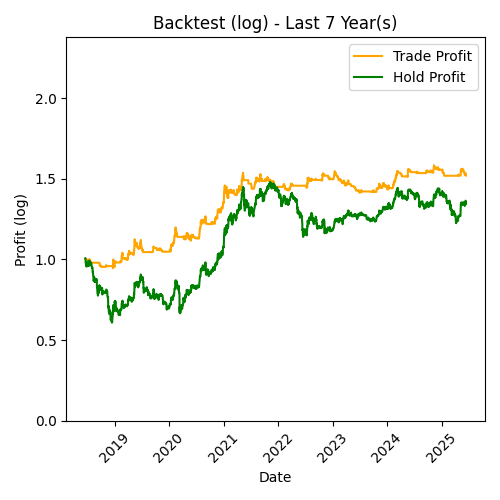 Backtest (log) - Last 7 Year(s)
Trade Profit
Hold Profit
Profit (log)
2.0
1.5
1.0
0.5
0.0
2019 2020 2021 2022 2023 2024 2025
Date